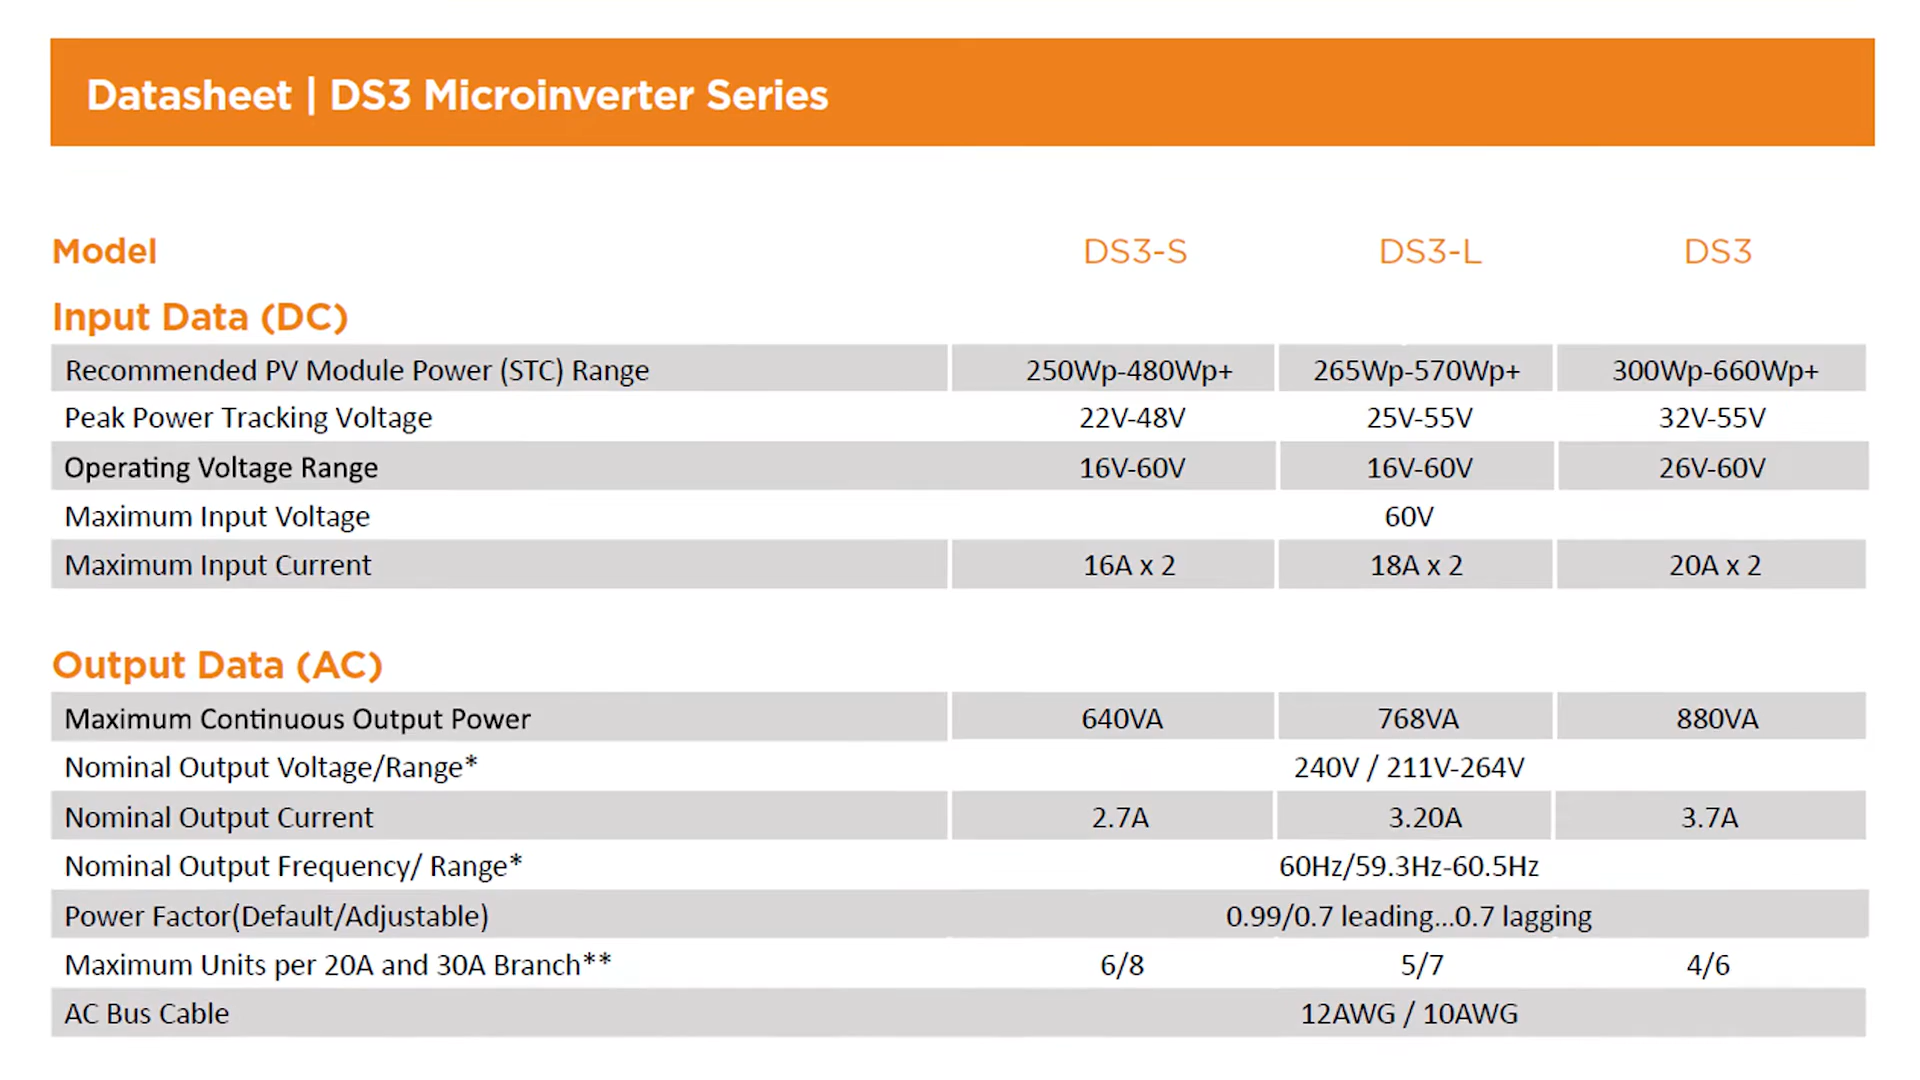 Datasheet | DS3 Microinverter Series
Model DS3-S DS3-L DS3
Input Data (DC)
Recommended PV Module Power (STC) Range 250Wp-480Wp+ 265Wp-570Wp+ 300Wp-660Wp+
Peak Power Tracking Voltage 22V-48V 25V-55V 32V-55V
Operating Voltage Range 16V-60V 16V-60V 26V-60V
Maximum Input Voltage 60V
Maximum Input Current 16A x 2 18A x 2 20A x 2
Output Data (AC)
Maximum Continuous Output Power 640VA 768VA 880VA
Nominal Output Voltage/Range* 240V / 211V-264V
Nominal Output Current 2.7A 3.20A 3.7A
Nominal Output Frequency/ Range* 60Hz/59.3Hz-60.5Hz
Power Factor(Default/Adjustable) 0.99/0.7 leading...0.7 lagging
Maximum Units per 20A and 30A Branch** 6/8 5/7 4/6
AC Bus Cable 12AWG / 10AWG